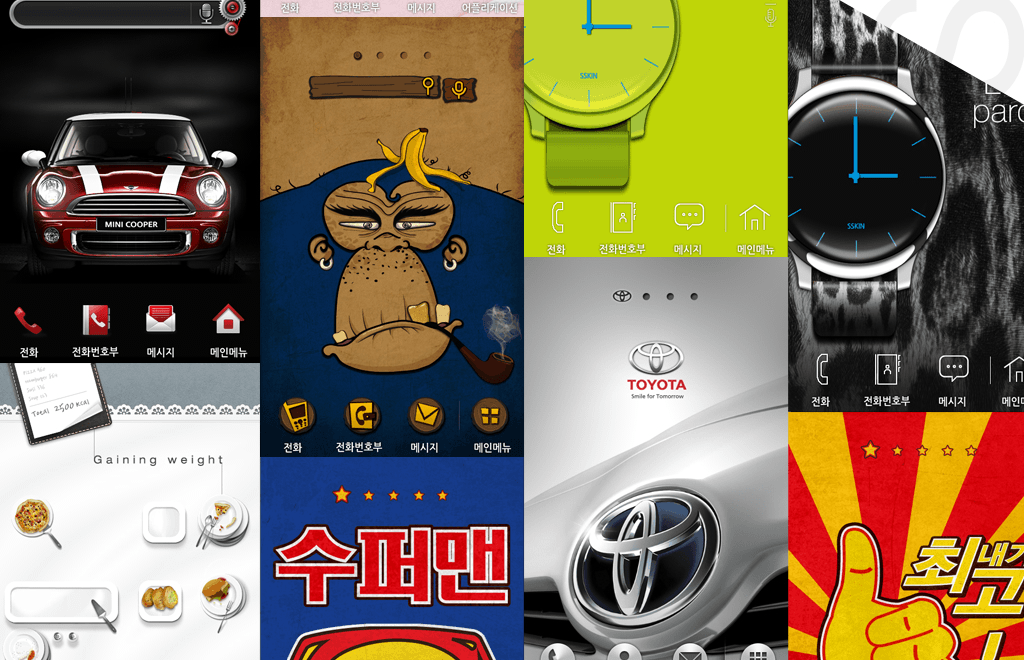 MINI COOPER
전화
전화번호부
메시지
메인메뉴
Total 2500 Kcal
Gaining weight
전화
전화번호부
메시지
어플리케이션
전화
전화번호부
메시지
메인메뉴
수퍼맨
SSKIN
전화
전화번호부
메시지
메인메뉴
TOYOTA
Smile for Tomorrow
SSKIN
전화
전화번호부
메시지
최내가
고